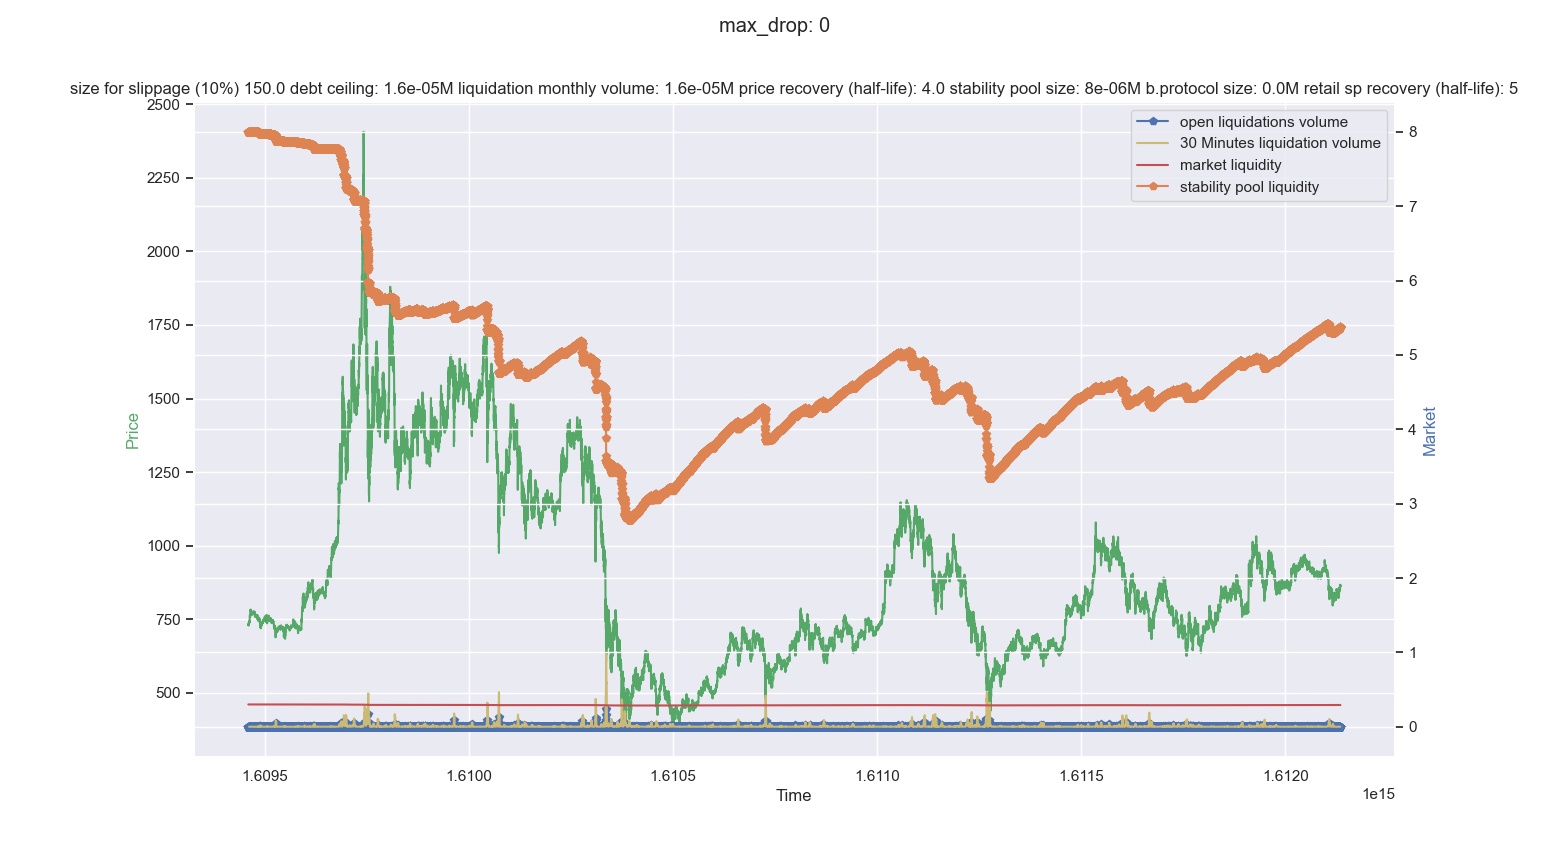 max_drop: 0
size for slippage (10%) 150.0 debt ceiling: 1.6e-05M liquidation monthly volume: 1.6e-05M price recovery (half-life): 4.0 stability pool size: 8e-06M b.protocol size: 0.0M retail sp recovery (half-life): 5
open liquidations volume
30 Minutes liquidation volume
market liquidity
stability pool liquidity
2500
2250
2000
1750
1500
1250
1000
750
500
Price
8
7
6
5
4
3
2
1
0
Market
1.6095 1.6100 1.6105 1.6110 1.6115 1.6120
1e15
Time